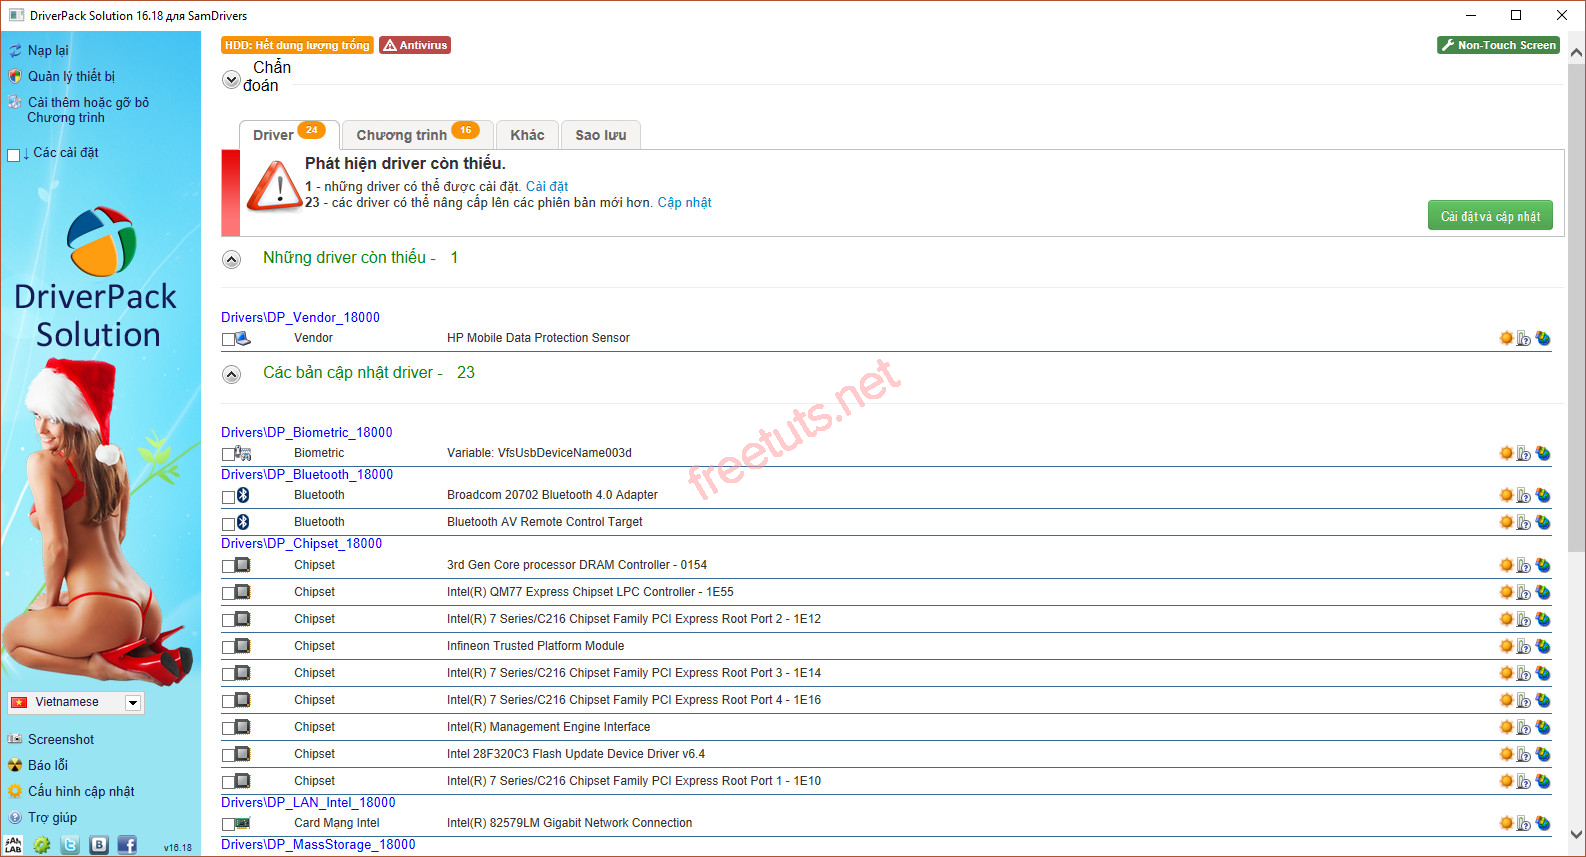 DriverPack Solution 16.18 для SamDrivers
Nạp lại
Quản lý thiết bị
Cài thêm hoặc gỡ bỏ
Chương trình
↓ Các cài đặt
DriverPack
Solution
Vietnamese
Screenshot
Báo lỗi
Cấu hình cập nhật
Trợ giúp
SAM LAB
v16.18
HDD: Hết dung lượng trống
Antivirus
Non-Touch Screen
Chẩn
đoán
Driver 24
Chương trình 16
Khác
Sao lưu
Phát hiện driver còn thiếu.
1 - những driver có thể được cài đặt. Cài đặt
23 - các driver có thể nâng cấp lên các phiên bản mới hơn. Cập nhật
Cài đặt và cập nhật
Những driver còn thiếu - 1
Drivers\DP_Vendor_18000
Vendor HP Mobile Data Protection Sensor
Các bản cập nhật driver - 23
freetuts.net
Drivers\DP_Biometric_18000
Biometric Variable: VfsUsbDeviceName003d
Drivers\DP_Bluetooth_18000
Bluetooth Broadcom 20702 Bluetooth 4.0 Adapter
Bluetooth Bluetooth AV Remote Control Target
Drivers\DP_Chipset_18000
Chipset 3rd Gen Core processor DRAM Controller - 0154
Chipset Intel(R) QM77 Express Chipset LPC Controller - 1E55
Chipset Intel(R) 7 Series/C216 Chipset Family PCI Express Root Port 2 - 1E12
Chipset Infineon Trusted Platform Module
Chipset Intel(R) 7 Series/C216 Chipset Family PCI Express Root Port 3 - 1E14
Chipset Intel(R) 7 Series/C216 Chipset Family PCI Express Root Port 4 - 1E16
Chipset Intel(R) Management Engine Interface
Chipset Intel 28F320C3 Flash Update Device Driver v6.4
Chipset Intel(R) 7 Series/C216 Chipset Family PCI Express Root Port 1 - 1E10
Drivers\DP_LAN_Intel_18000
Card Mạng Intel Intel(R) 82579LM Gigabit Network Connection
Drivers\DP_MassStorage_18000